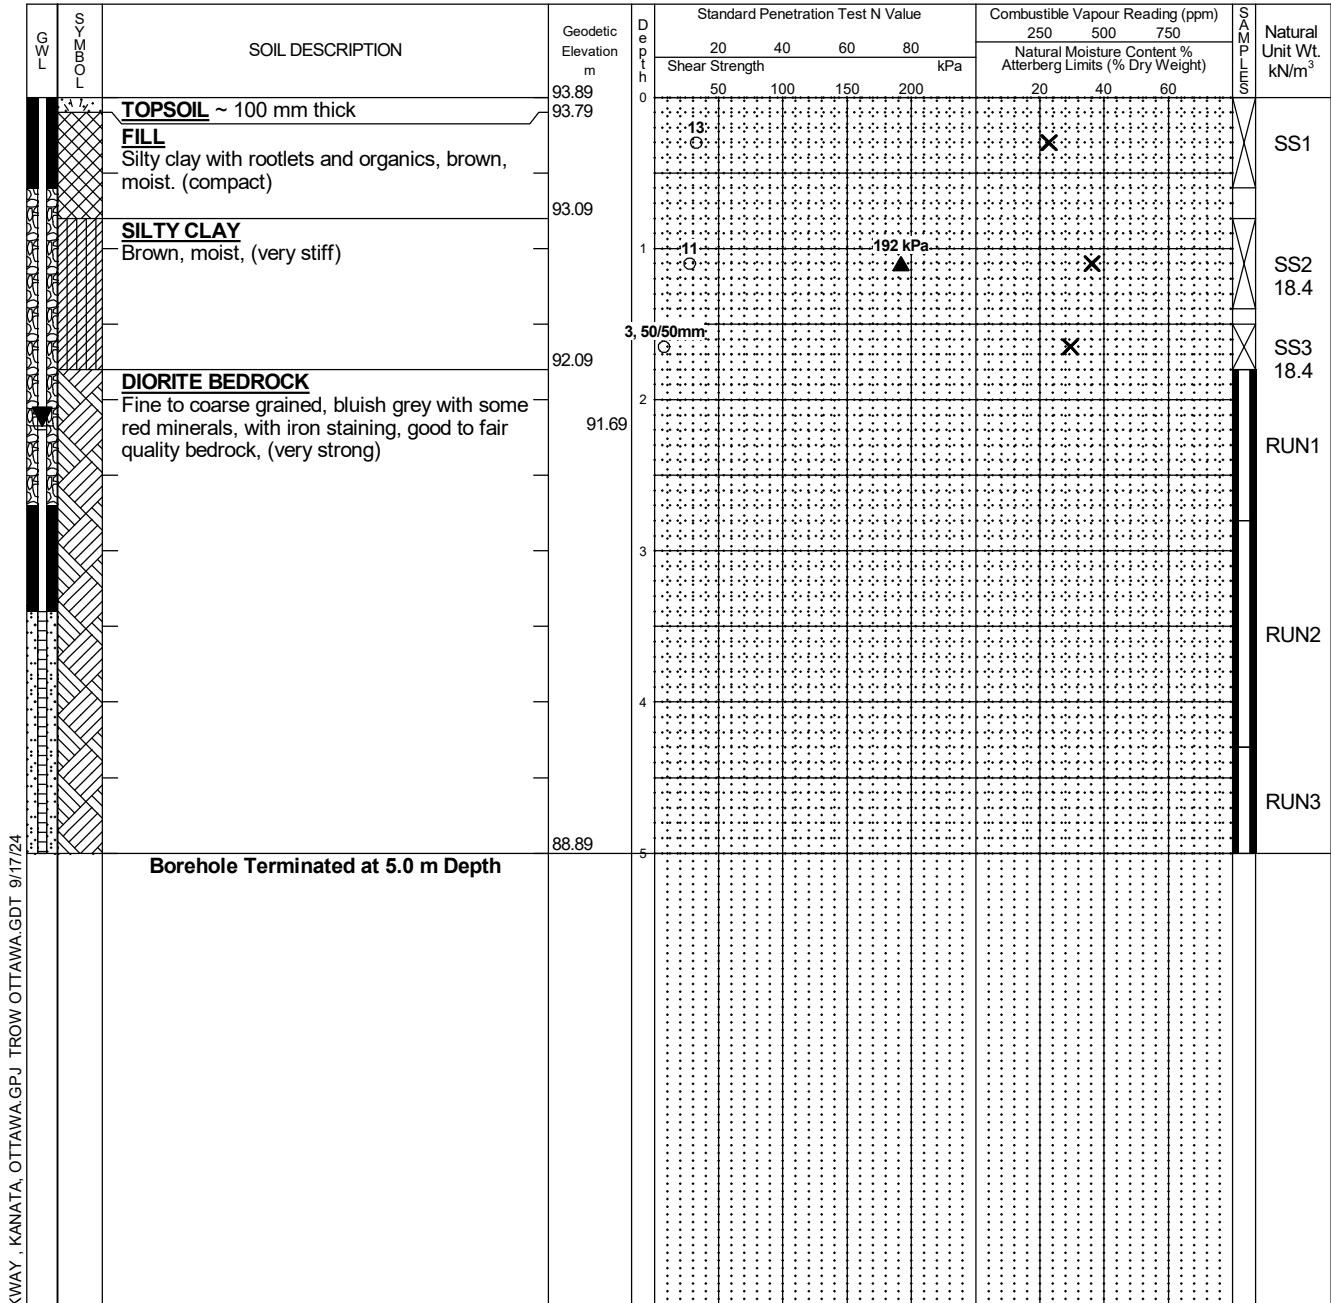 GWL
SYMBOL
SOIL DESCRIPTION
Geodetic
Elevation
m
Depth
Standard Penetration Test N Value
20 40 60 80
Shear Strength kPa
50 100 150 200
Combustible Vapour Reading (ppm)
250 500 750
Natural Moisture Content %
Atterberg Limits (% Dry Weight)
20 40 60
SAMPLES
Natural
Unit Wt.
kN/m³
93.89
0
TOPSOIL ~ 100 mm thick
93.79
FILL
Silty clay with rootlets and organics, brown,
moist. (compact)
13
SS1
93.09
SILTY CLAY
Brown, moist, (very stiff)
1
11
192 kPa
SS2
18.4
3, 50/50mm
SS3
18.4
92.09
DIORITE BEDROCK
Fine to coarse grained, bluish grey with some
red minerals, with iron staining, good to fair
quality bedrock, (very strong)
2
91.69
RUN1
3
RUN2
4
RUN3
88.89
5
Borehole Terminated at 5.0 m Depth
KWAY , KANATA, OTTAWA.GPJ TROW OTTAWA.GDT 9/17/24